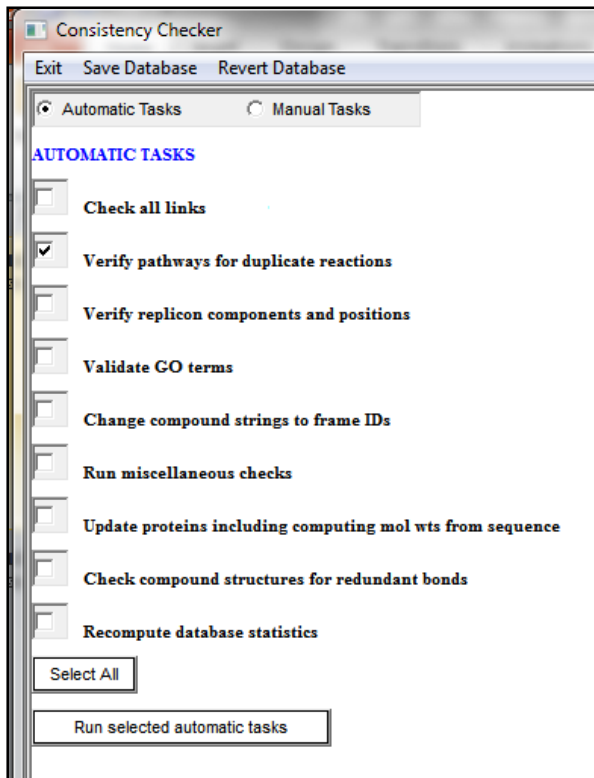 Consistency Checker
Exit Save Database Revert Database
Automatic Tasks Manual Tasks
AUTOMATIC TASKS
Check all links
Verify pathways for duplicate reactions
Verify replicon components and positions
Validate GO terms
Change compound strings to frame IDs
Run miscellaneous checks
Update proteins including computing mol wts from sequence
Check compound structures for redundant bonds
Recompute database statistics
Select All
Run selected automatic tasks